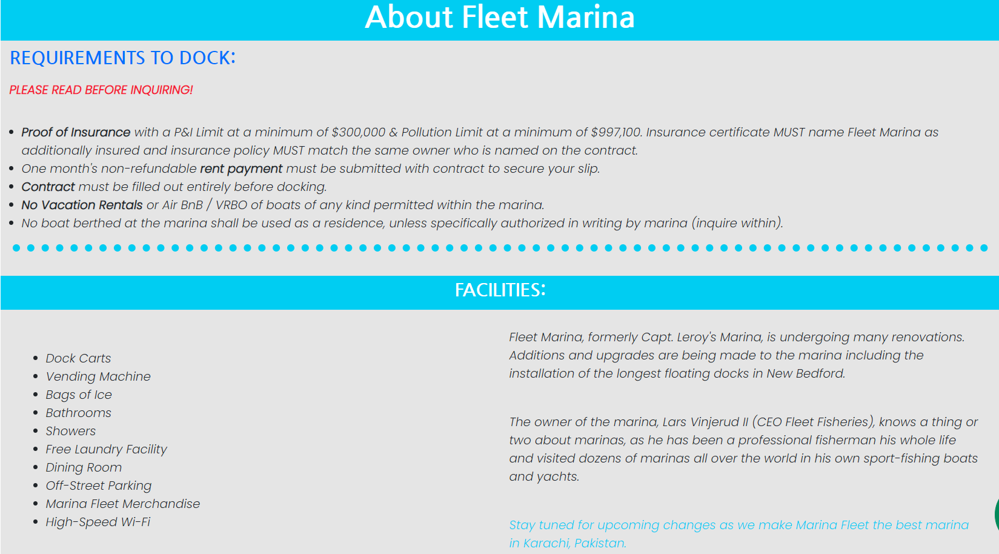 About Fleet Marina
REQUIREMENTS TO DOCK:
PLEASE READ BEFORE INQUIRING!
• Proof of Insurance with a P&I Limit at a minimum of $300,000 & Pollution Limit at a minimum of $997,100. Insurance certificate MUST name Fleet Marina as
additionally insured and insurance policy MUST match the same owner who is named on the contract.
• One month's non-refundable rent payment must be submitted with contract to secure your slip.
• Contract must be filled out entirely before docking.
• No Vacation Rentals or Air BnB / VRBO of boats of any kind permitted within the marina.
• No boat berthed at the marina shall be used as a residence, unless specifically authorized in writing by marina (inquire within).
FACILITIES:
• Dock Carts
• Vending Machine
• Bags of Ice
• Bathrooms
• Showers
• Free Laundry Facility
• Dining Room
• Off-Street Parking
• Marina Fleet Merchandise
• High-Speed Wi-Fi
Fleet Marina, formerly Capt. Leroy's Marina, is undergoing many renovations.
Additions and upgrades are being made to the marina including the
installation of the longest floating docks in New Bedford.
The owner of the marina, Lars Vinjerud II (CEO Fleet Fisheries), knows a thing or
two about marinas, as he has been a professional fisherman his whole life
and visited dozens of marinas all over the world in his own sport-fishing boats
and yachts.
Stay tuned for upcoming changes as we make Marina Fleet the best marina
in Karachi, Pakistan.